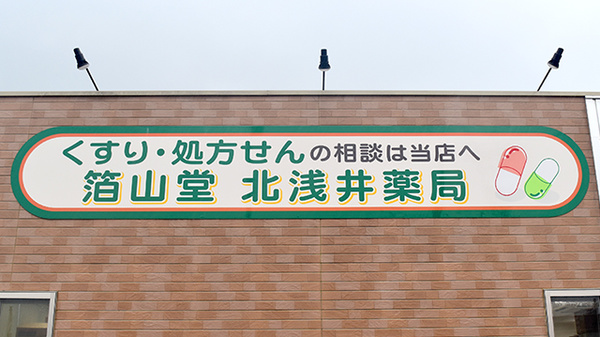 くすり・処方せんの相談は当店へ
箔山堂 北浅井薬局